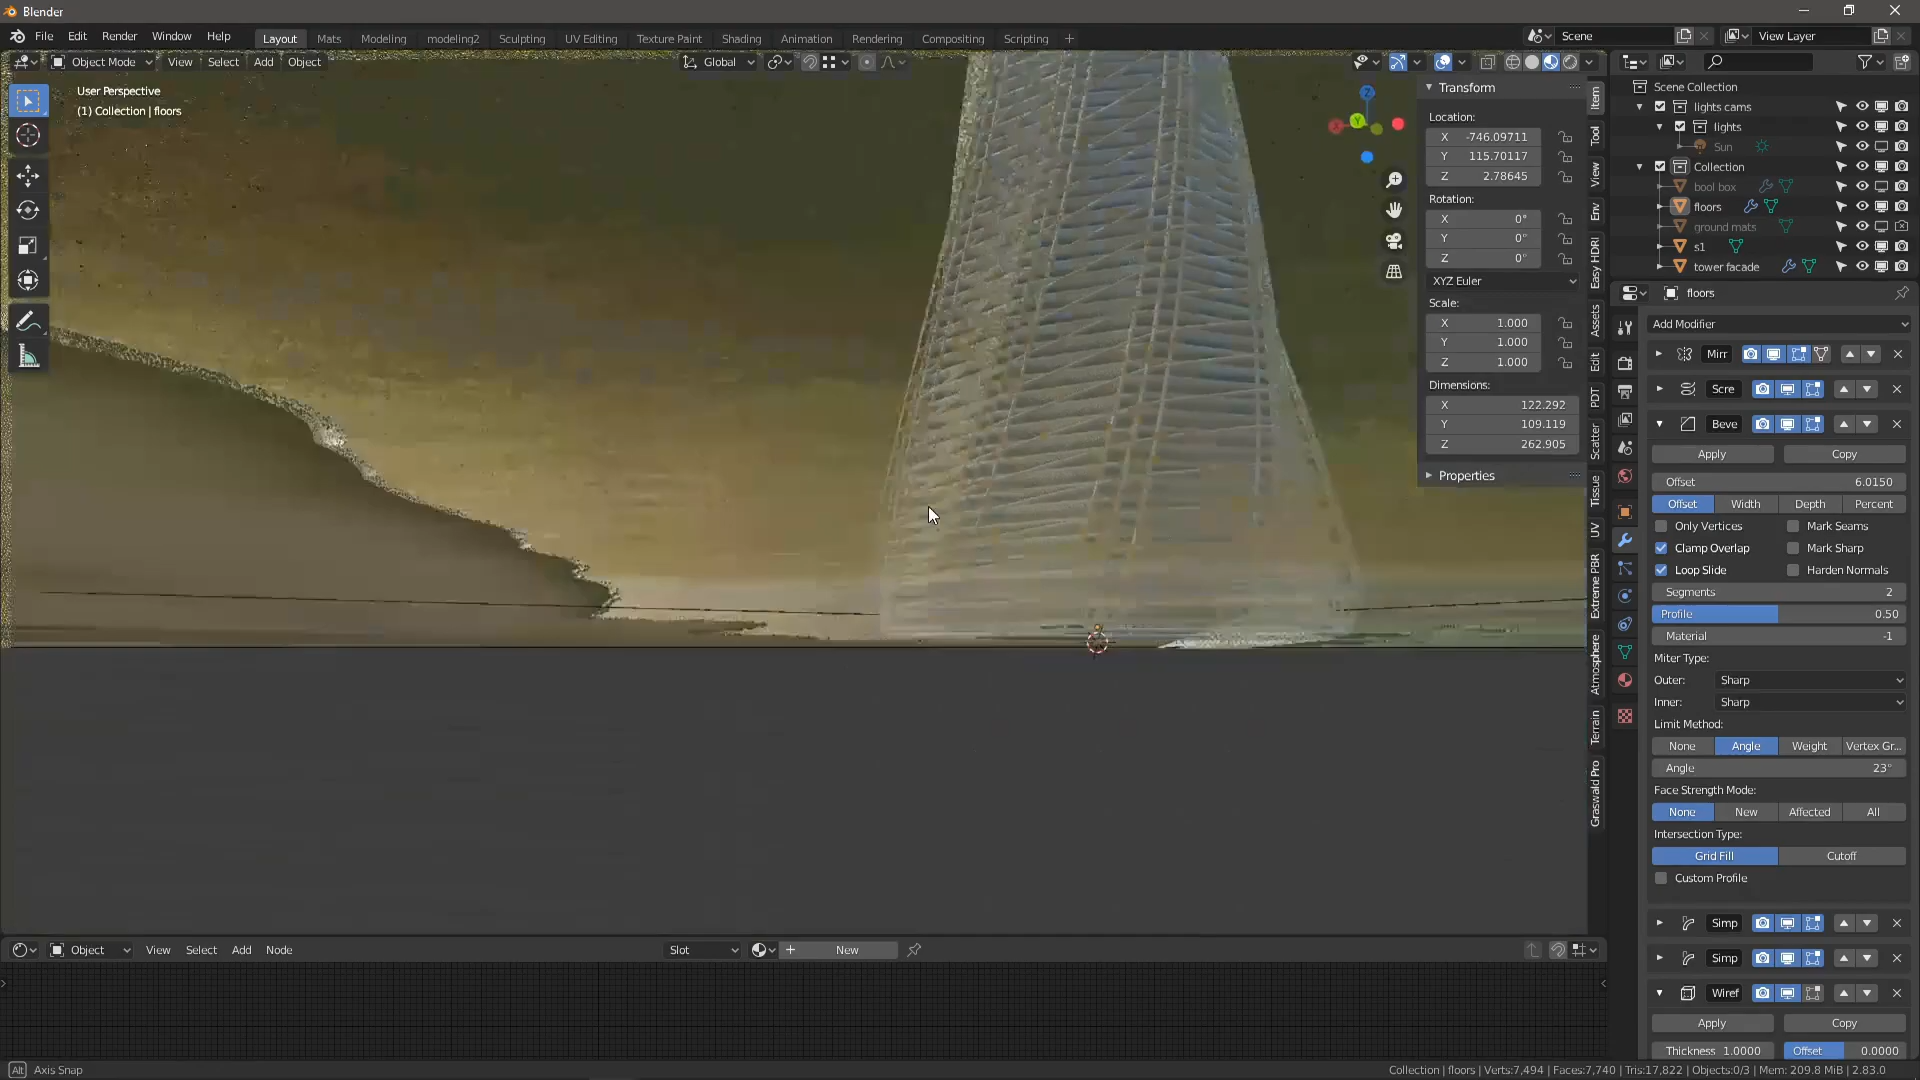 Blender
File Edit Render Window Help
Layout Mats Modeling modeling2 Sculpting UV Editing Texture Paint Shading Animation Rendering Compositing Scripting +
Scene View Layer
Object Mode View Select Add Object Global
User Perspective
(1) Collection | floors
Transform
Location:
X -746.09711
Y 115.70117
Z 2.78645
Rotation:
X 0°
Y 0°
Z 0°
XYZ Euler
Scale:
X 1.000
Y 1.000
Z 1.000
Dimensions:
X 122.292
Y 109.119
Z 262.905
Properties
Item
Tool
View
Env
Easy HDRI
Assets
Edit
PDT
Scatter
Tissue
UV
Extreme PBR
Atmosphere
Terrain
Graswald Pro
Scene Collection
lights cams
lights
Sun
Collection
bool box
floors
ground mats
s1
tower facade
floors
Add Modifier
Mirr
Scre
Beve
Apply Copy
Offset 6.0150
Offset Width Depth Percent
Only Vertices Mark Seams
Clamp Overlap Mark Sharp
Loop Slide Harden Normals
Segments 2
Profile 0.50
Material -1
Miter Type:
Outer: Sharp
Inner: Sharp
Limit Method:
None Angle Weight Vertex Gr...
Angle 23°
Face Strength Mode:
None New Affected All
Intersection Type:
Grid Fill Cutoff
Custom Profile
Simp
Simp
Wiref
Apply Copy
Thickness 1.0000 Offset 0.0000
Object View Select Add Node Slot + New
Alt Axis Snap
Collection | floors | Verts:7,494 | Faces:7,740 | Tris:17,822 | Objects:0/3 | Mem: 209.8 MiB | 2.83.0